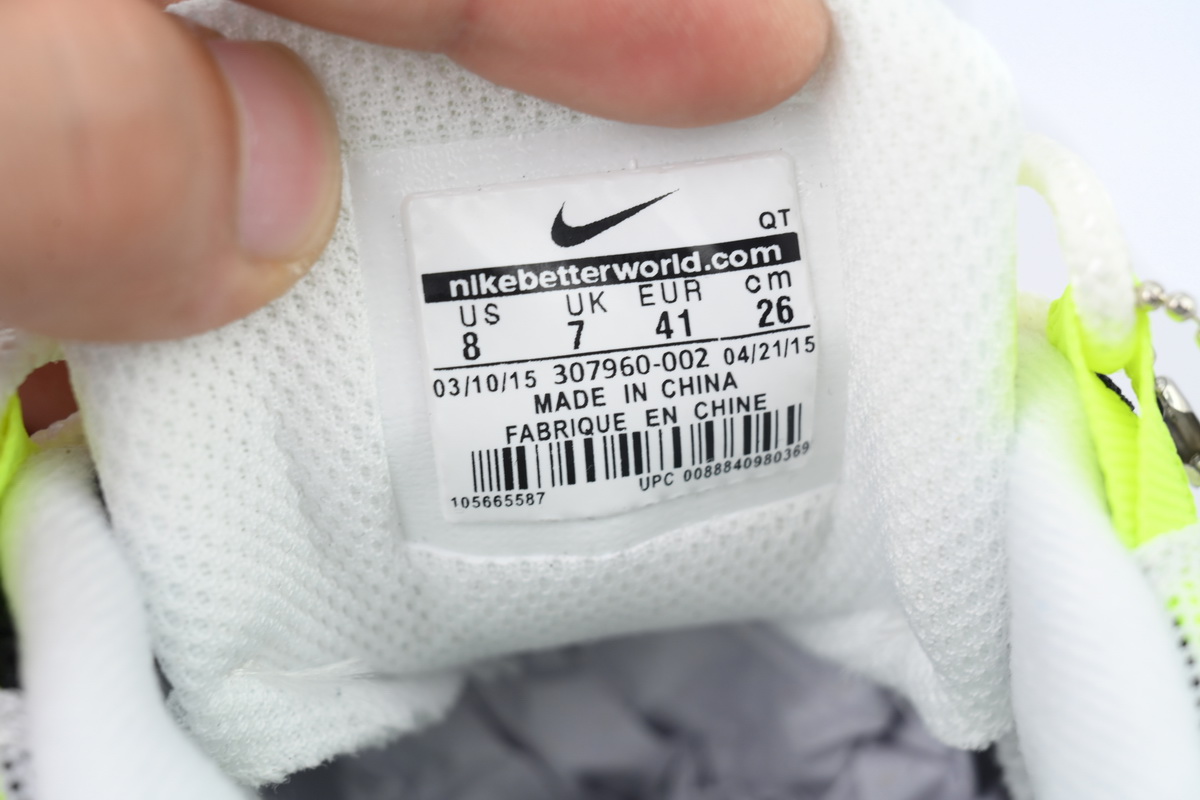 QT
nikebetterworld.com
US UK EUR cm
8 7 41 26
03/10/15 307960-002 04/21/15
MADE IN CHINA
FABRIQUE EN CHINE
105665587 UPC 0088840980369